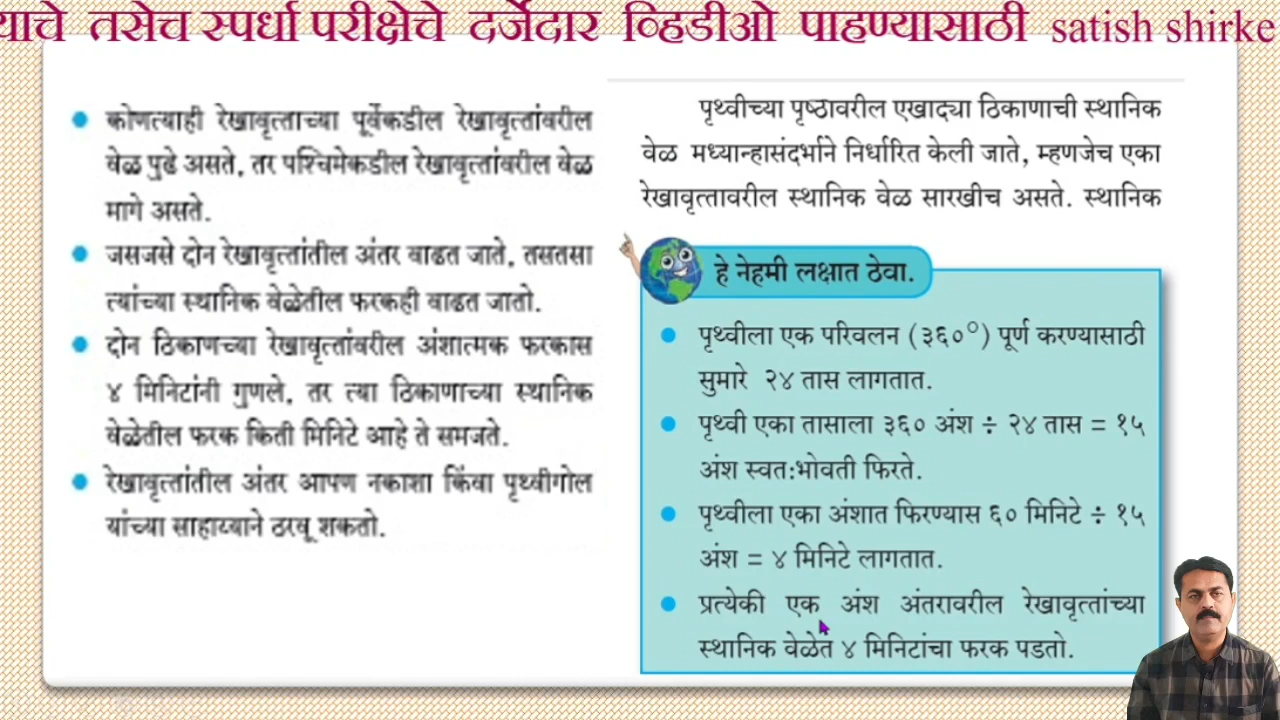 याचे तसेच स्पर्धा परीक्षेचे दर्जेदार व्हिडीओ पाहण्यासाठी satish shirke
कोणत्याही रेखावृत्ताच्या पूर्वेकडील रेखावृत्तांवरील
वेळ पुढे असते, तर पश्चिमेकडील रेखावृत्तांवरील वेळ
मागे असते.
जसजसे दोन रेखावृत्तांतील अंतर वाढत जाते, तसतसा
त्यांच्या स्थानिक वेळेतील फरकही वाढत जातो.
दोन ठिकाणच्या रेखावृत्तांवरील अंशात्मक फरकास
४ मिनिटांनी गुणले, तर त्या ठिकाणाच्या स्थानिक
वेळेतील फरक किती मिनिटे आहे ते समजते.
रेखावृत्तांतील अंतर आपण नकाशा किंवा पृथ्वीगोल
यांच्या साहाय्याने ठरवू शकतो.
पृथ्वीच्या पृष्ठावरील एखाद्या ठिकाणाची स्थानिक
वेळ मध्यान्हासंदर्भाने निर्धारित केली जाते, म्हणजेच एका
रेखावृत्तावरील स्थानिक वेळ सारखीच असते. स्थानिक
हे नेहमी लक्षात ठेवा.
पृथ्वीला एक परिवलन (३६०°) पूर्ण करण्यासाठी
सुमारे २४ तास लागतात.
पृथ्वी एका तासाला ३६० अंश ÷ २४ तास = १५
अंश स्वत:भोवती फिरते.
पृथ्वीला एका अंशात फिरण्यास ६० मिनिटे ÷ १५
अंश = ४ मिनिटे लागतात.
प्रत्येकी एक अंश अंतरावरील रेखावृत्तांच्या
स्थानिक वेळेत ४ मिनिटांचा फरक पडतो.